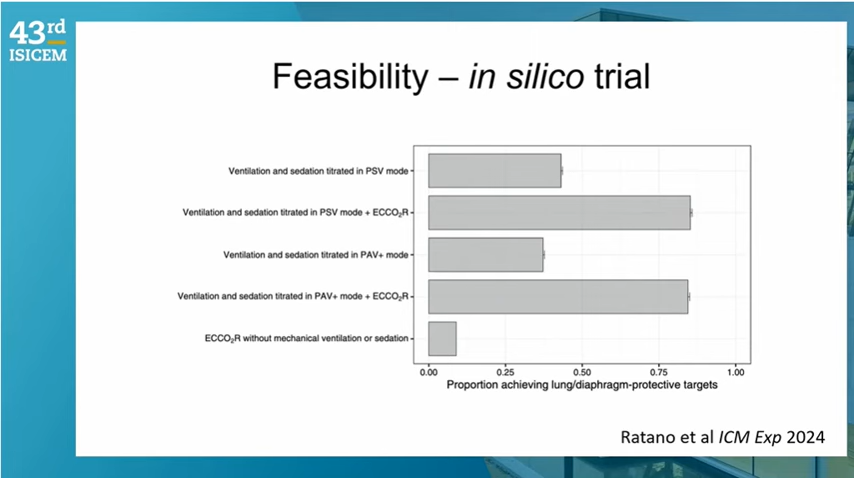 43rd
ISICEM
Feasibility – in silico trial
Ventilation and sedation titrated in PSV mode
Ventilation and sedation titrated in PSV mode + ECCO₂R
Ventilation and sedation titrated in PAV+ mode
Ventilation and sedation titrated in PAV+ mode + ECCO₂R
ECCO₂R without mechanical ventilation or sedation
0.00 0.25 0.50 0.75 1.00
Proportion achieving lung/diaphragm-protective targets
Ratano et al ICM Exp 2024